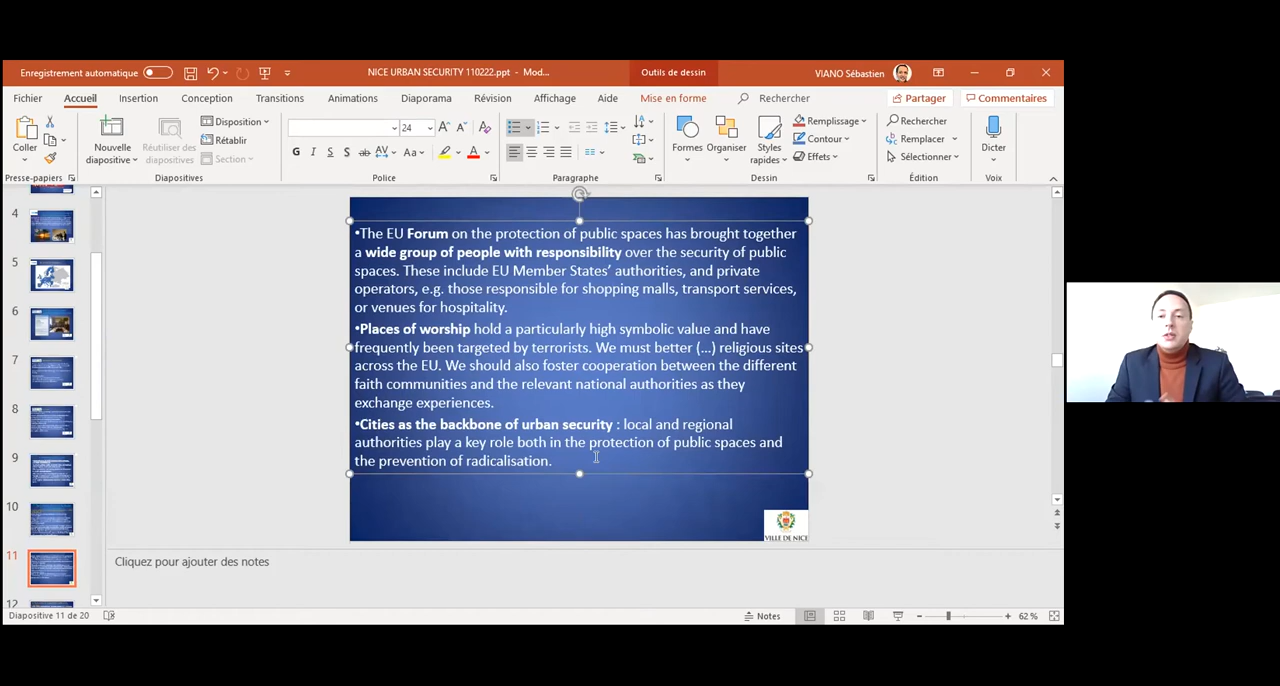 Enregistrement automatique
NICE URBAN SECURITY 110222.ppt - Mod...
Outils de dessin
VIANO Sébastien
Fichier Accueil Insertion Conception Transitions Animations Diaporama Révision Affichage Aide Mise en forme Rechercher Partager Commentaires
Coller
Nouvelle diapositive
Réutiliser des diapositives
Disposition
Rétablir
Section
24
Formes
Organiser
Styles rapides
Remplissage
Contour
Effets
Rechercher
Remplacer
Sélectionner
Dicter
Presse-papiers Diapositives Police Paragraphe Dessin Édition Voix
4
5
6
7
8
9
10
11
12
•The EU Forum on the protection of public spaces has brought together
a wide group of people with responsibility over the security of public
spaces. These include EU Member States’ authorities, and private
operators, e.g. those responsible for shopping malls, transport services,
or venues for hospitality.
•Places of worship hold a particularly high symbolic value and have
frequently been targeted by terrorists. We must better (…) religious sites
across the EU. We should also foster cooperation between the different
faith communities and the relevant national authorities as they
exchange experiences.
•Cities as the backbone of urban security : local and regional
authorities play a key role both in the protection of public spaces and
the prevention of radicalisation.
VILLE DE NICE
Cliquez pour ajouter des notes
Diapositive 11 de 20
Notes
62 %